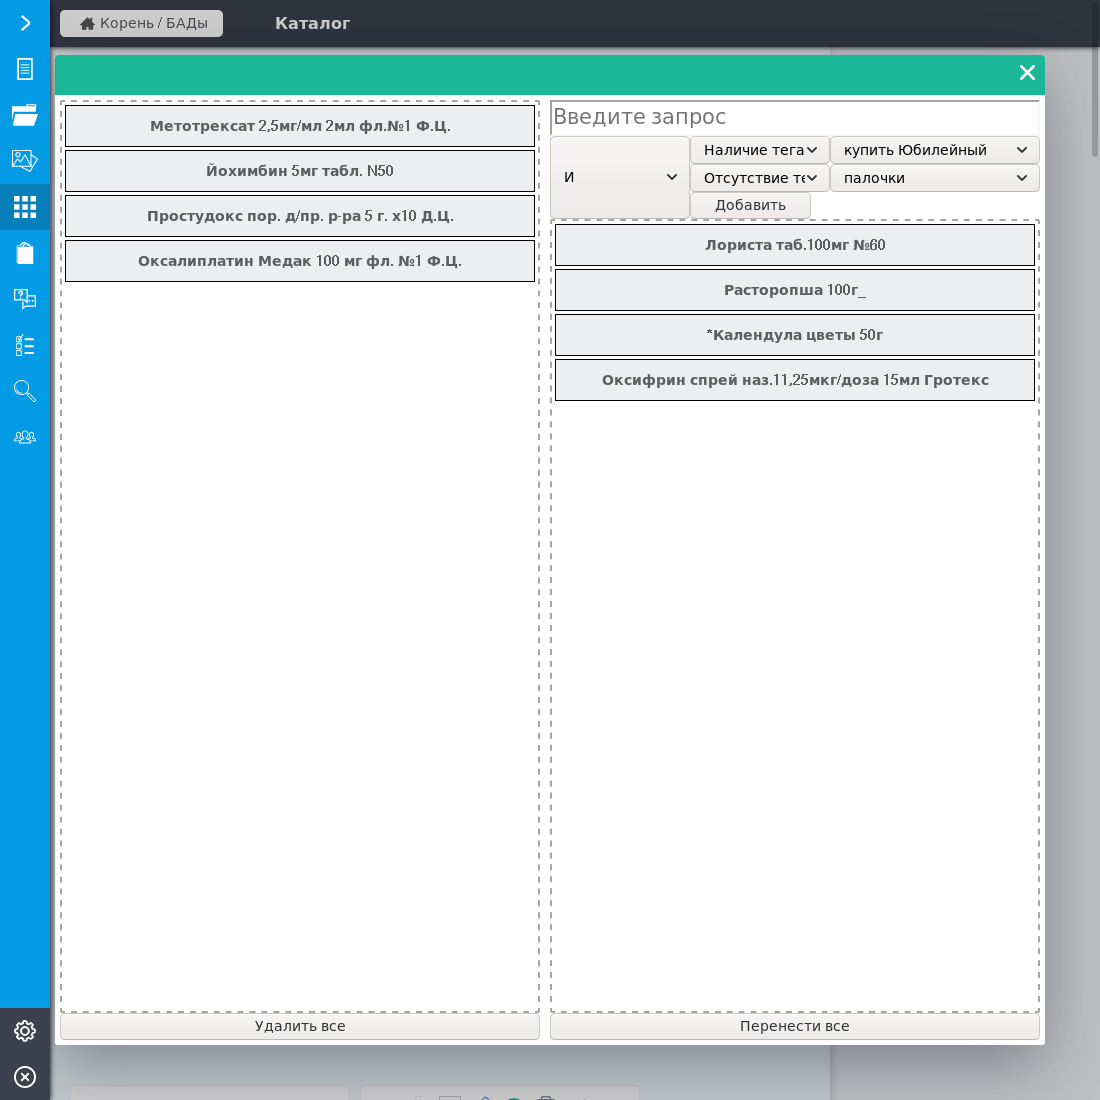 Корень / БАДы
Каталог
Метотрексат 2,5мг/мл 2мл фл.№1 Ф.Ц.
Йохимбин 5мг табл. N50
Простудокс пор. д/пр. р-ра 5 г. х10 Д.Ц.
Оксалиплатин Медак 100 мг фл. №1 Ф.Ц.
Удалить все
Введите запрос
И
Наличие тега
купить Юбилейный
Отсутствие те
палочки
Добавить
Лориста таб.100мг №60
Расторопша 100г_
*Календула цветы 50г
Оксифрин спрей наз.11,25мкг/доза 15мл Гротекс
Перенести все